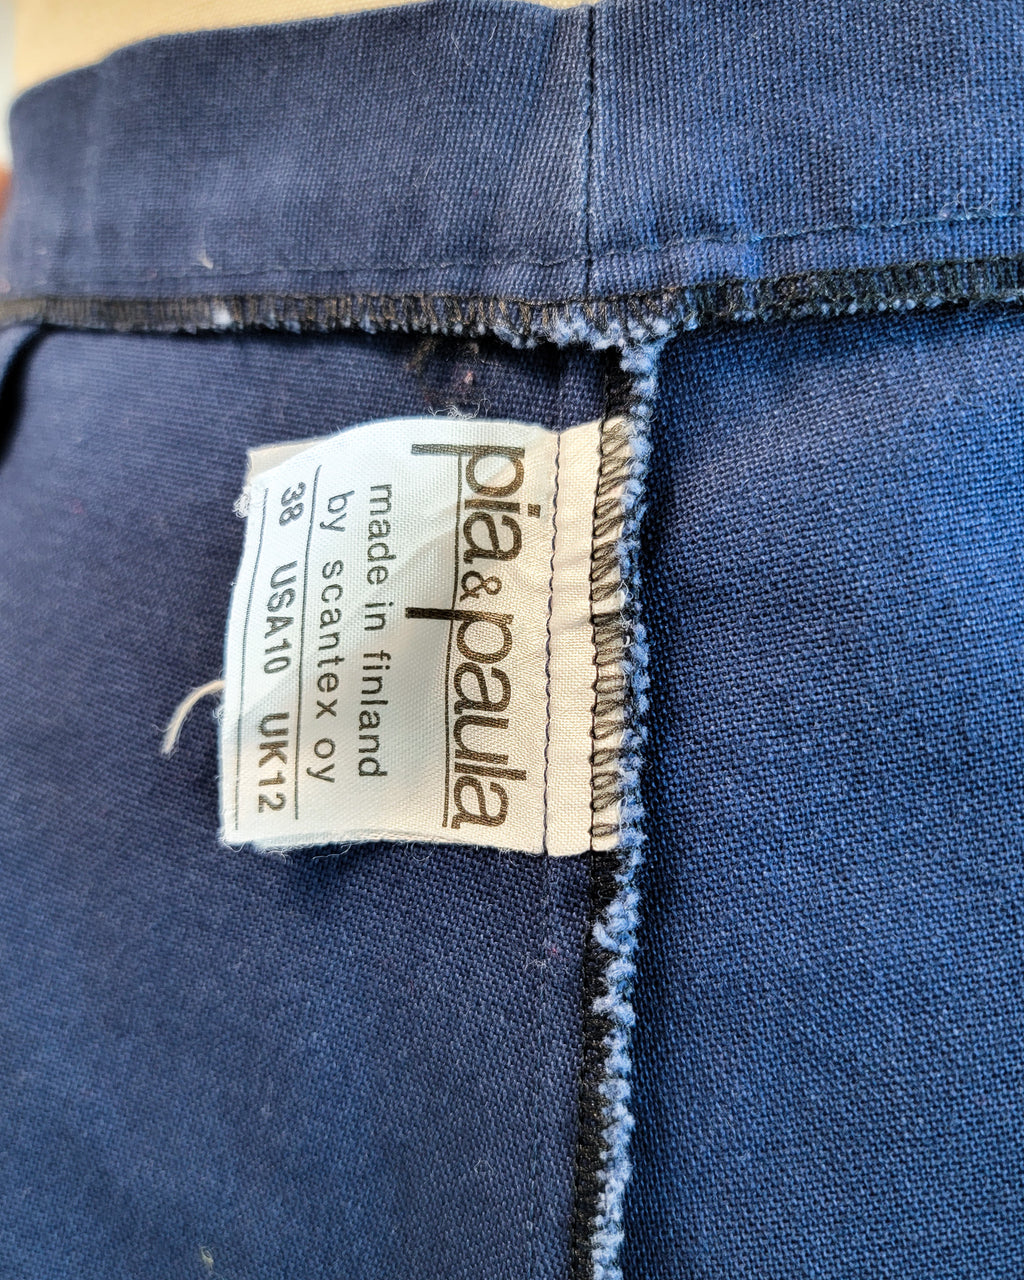 pia & paula
made in finland
by scantex oy
38 USA10 UK12